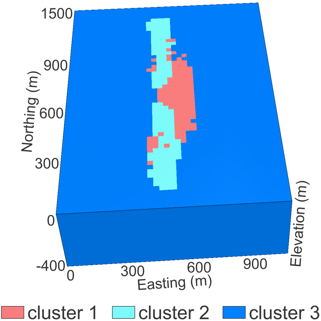 1500
900
600
300
0
-400
Northing (m)
0
300
600
900
Easting (m)
Elevation (m)
cluster 1
cluster 2
cluster 3